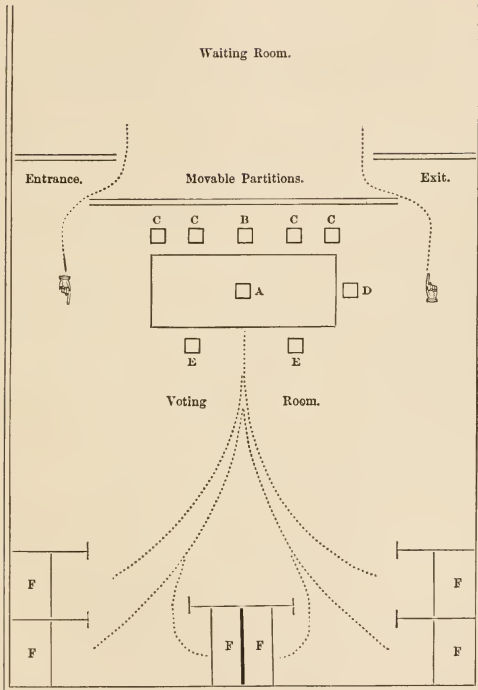 Waiting Room.
Entrance. Movable Partitions. Exit.
C C B C C
A D
E E
Voting Room.
F F
F F F F